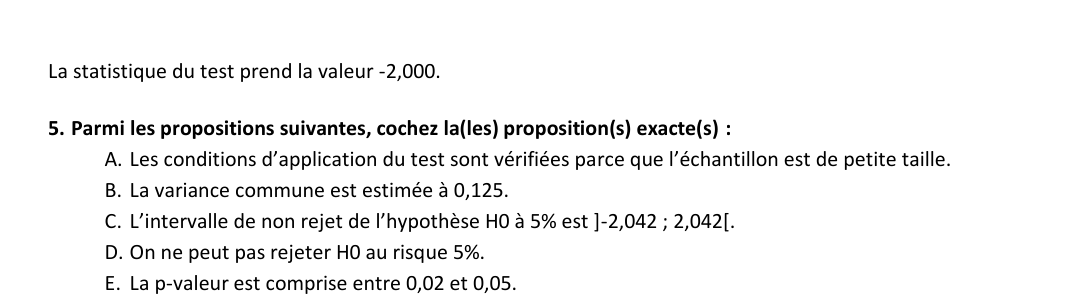 La statistique du test prend la valeur -2,000.
5. Parmi les propositions suivantes, cochez la(les) proposition(s) exacte(s) :
A. Les conditions d’application du test sont vérifiées parce que l’échantillon est de petite taille.
B. La variance commune est estimée à 0,125.
C. L’intervalle de non rejet de l’hypothèse H0 à 5% est ]-2,042 ; 2,042[.
D. On ne peut pas rejeter H0 au risque 5%.
E. La p-valeur est comprise entre 0,02 et 0,05.